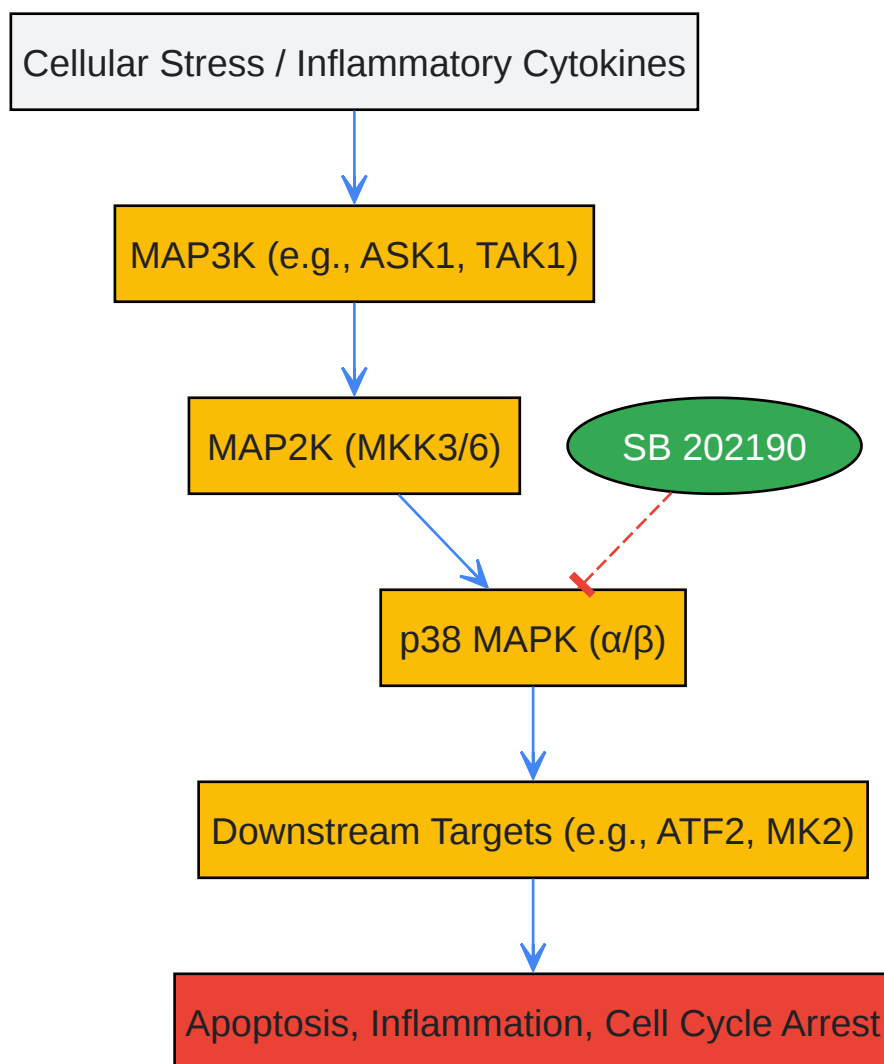 Cellular Stress / Inflammatory Cytokines
MAP3K (e.g., ASK1, TAK1)
MAP2K (MKK3/6)
SB 202190
p38 MAPK (α/β)
Downstream Targets (e.g., ATF2, MK2)
Apoptosis, Inflammation, Cell Cycle Arrest